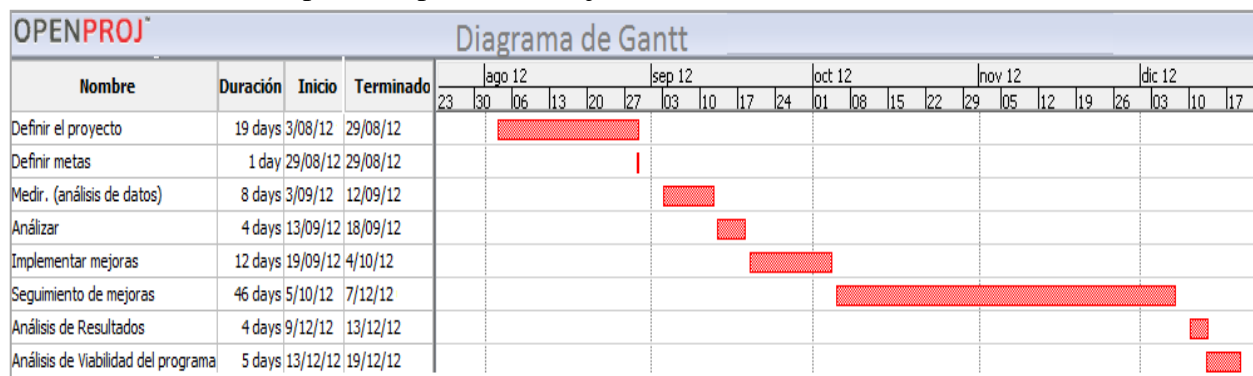 OPENPROJ™ Diagrama de Gantt
Nombre Duración Inicio Terminado
ago 12 sep 12 oct 12 nov 12 dic 12
23 30 06 13 20 27 03 10 17 24 01 08 15 22 29 05 12 19 26 03 10 17
Definir el proyecto 19 days 3/08/12 29/08/12
Definir metas 1 day 29/08/12 29/08/12
Medir. (análisis de datos) 8 days 3/09/12 12/09/12
Análizar 4 days 13/09/12 18/09/12
Implementar mejoras 12 days 19/09/12 4/10/12
Seguimiento de mejoras 46 days 5/10/12 7/12/12
Análisis de Resultados 4 days 9/12/12 13/12/12
Análisis de Viabilidad del programa 5 days 13/12/12 19/12/12